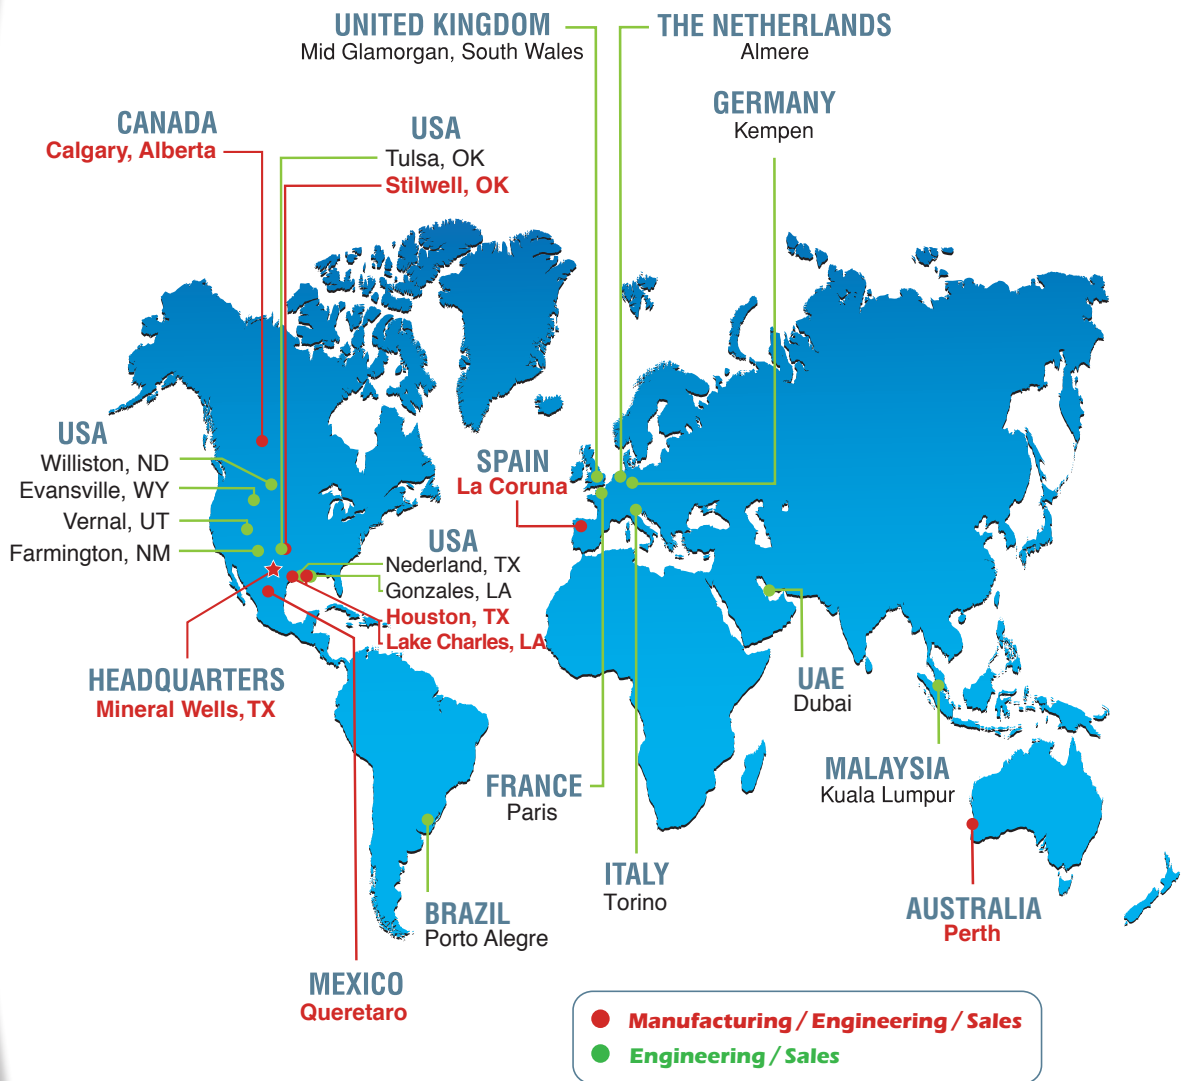 UNITED KINGDOM
Mid Glamorgan, South Wales
THE NETHERLANDS
Almere
GERMANY
Kempen
CANADA
Calgary, Alberta
USA
Tulsa, OK
Stilwell, OK
USA
Williston, ND
Evansville, WY
Vernal, UT
Farmington, NM
SPAIN
La Coruna
USA
Nederland, TX
Gonzales, LA
Houston, TX
Lake Charles, LA
HEADQUARTERS
Mineral Wells, TX
UAE
Dubai
MALAYSIA
Kuala Lumpur
FRANCE
Paris
ITALY
Torino
BRAZIL
Porto Alegre
AUSTRALIA
Perth
MEXICO
Queretaro
Manufacturing / Engineering / Sales
Engineering / Sales